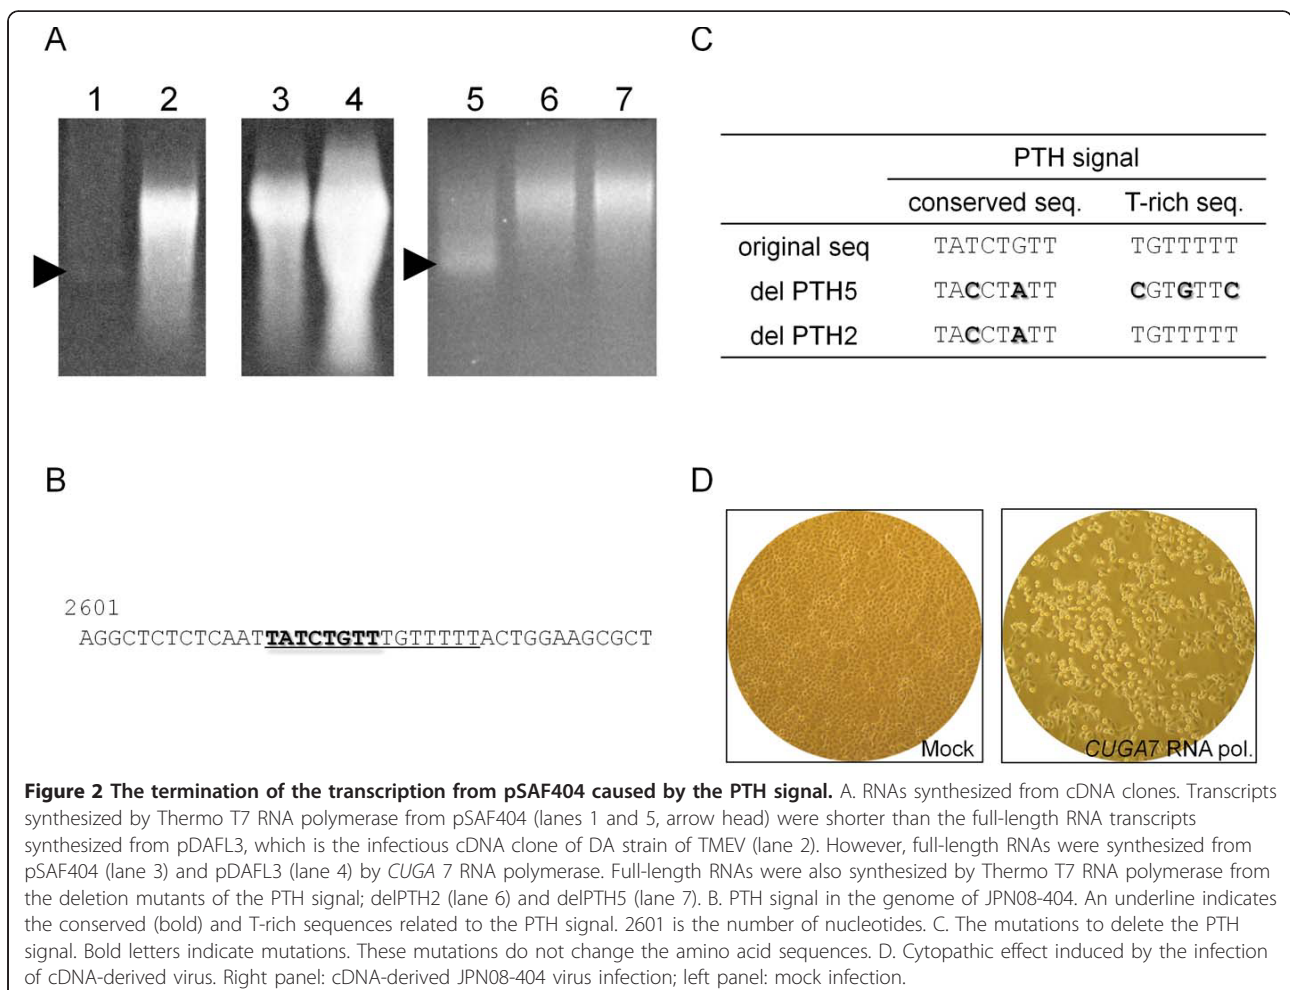 A
1 2 3 4 5 6 7
C
PTH signal
conserved seq. T-rich seq.
original seq TATCTGTT TGTTTTT
del PTH5 TACCTATT CGTGTTC
del PTH2 TACCTATT TGTTTTT
B
2601
AGGCTCTCTCAATTATCTGTTTGTTTTTACTGGAAGCGCT
D
Mock
CUGA7 RNA pol.
Figure 2 The termination of the transcription from pSAF404 caused by the PTH signal. A. RNAs synthesized from cDNA clones. Transcripts
synthesized by Thermo T7 RNA polymerase from pSAF404 (lanes 1 and 5, arrow head) were shorter than the full-length RNA transcripts
synthesized from pDAFL3, which is the infectious cDNA clone of DA strain of TMEV (lane 2). However, full-length RNAs were synthesized from
pSAF404 (lane 3) and pDAFL3 (lane 4) by CUGA 7 RNA polymerase. Full-length RNAs were also synthesized by Thermo T7 RNA polymerase from
the deletion mutants of the PTH signal; delPTH2 (lane 6) and delPTH5 (lane 7). B. PTH signal in the genome of JPN08-404. An underline indicates
the conserved (bold) and T-rich sequences related to the PTH signal. 2601 is the number of nucleotides. C. The mutations to delete the PTH
signal. Bold letters indicate mutations. These mutations do not change the amino acid sequences. D. Cytopathic effect induced by the infection
of cDNA-derived virus. Right panel: cDNA-derived JPN08-404 virus infection; left panel: mock infection.